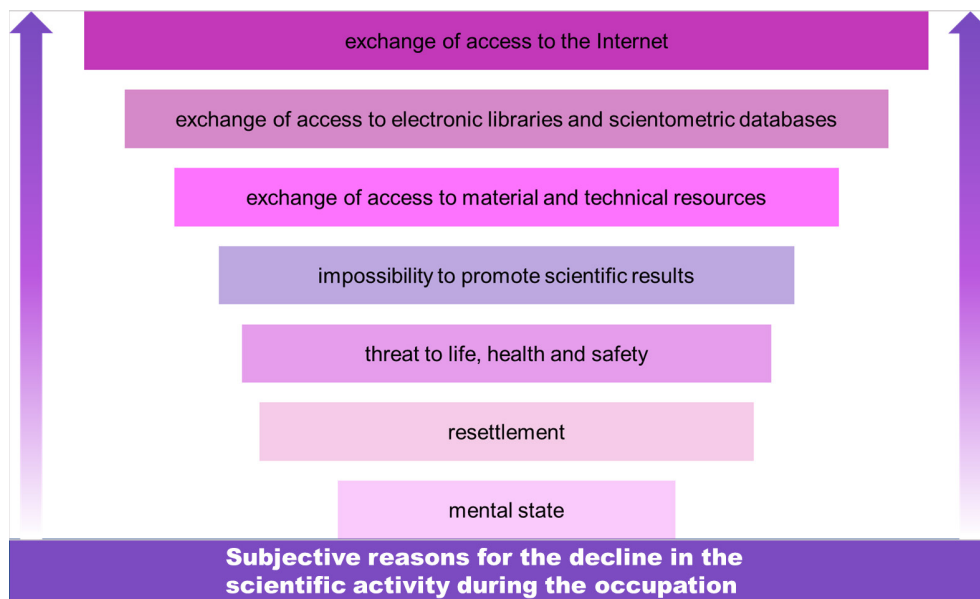 exchange of access to the Internet
exchange of access to electronic libraries and scientometric databases
exchange of access to material and technical resources
impossibility to promote scientific results
threat to life, health and safety
resettlement
mental state
Subjective reasons for the decline in the
scientific activity during the occupation